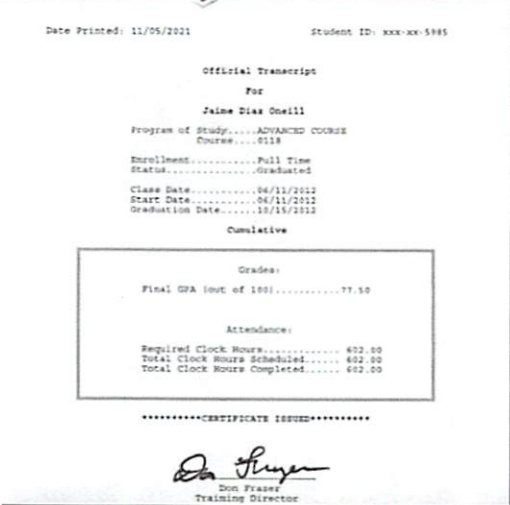 Date Printed: 11/05/2021 Student ID: xxx-xx-5985
Official Transcript
For
Jaime Diaz Oneill
Program of Study.....ADVANCED COURSE
Course....0118
Enrollment...........Full Time
Status...............Graduated
Class Date...........06/11/2012
Start Date...........06/11/2012
Graduation Date......10/15/2012
Cumulative
Grades:
Final GPA (out of 100)...........77.50
Attendance:
Required Clock Hours............. 602.00
Total Clock Hours Scheduled...... 602.00
Total Clock Hours Completed...... 602.00
**********CERTIFICATE ISSUED**********
Don Frazer
Don Frazer
Training Director